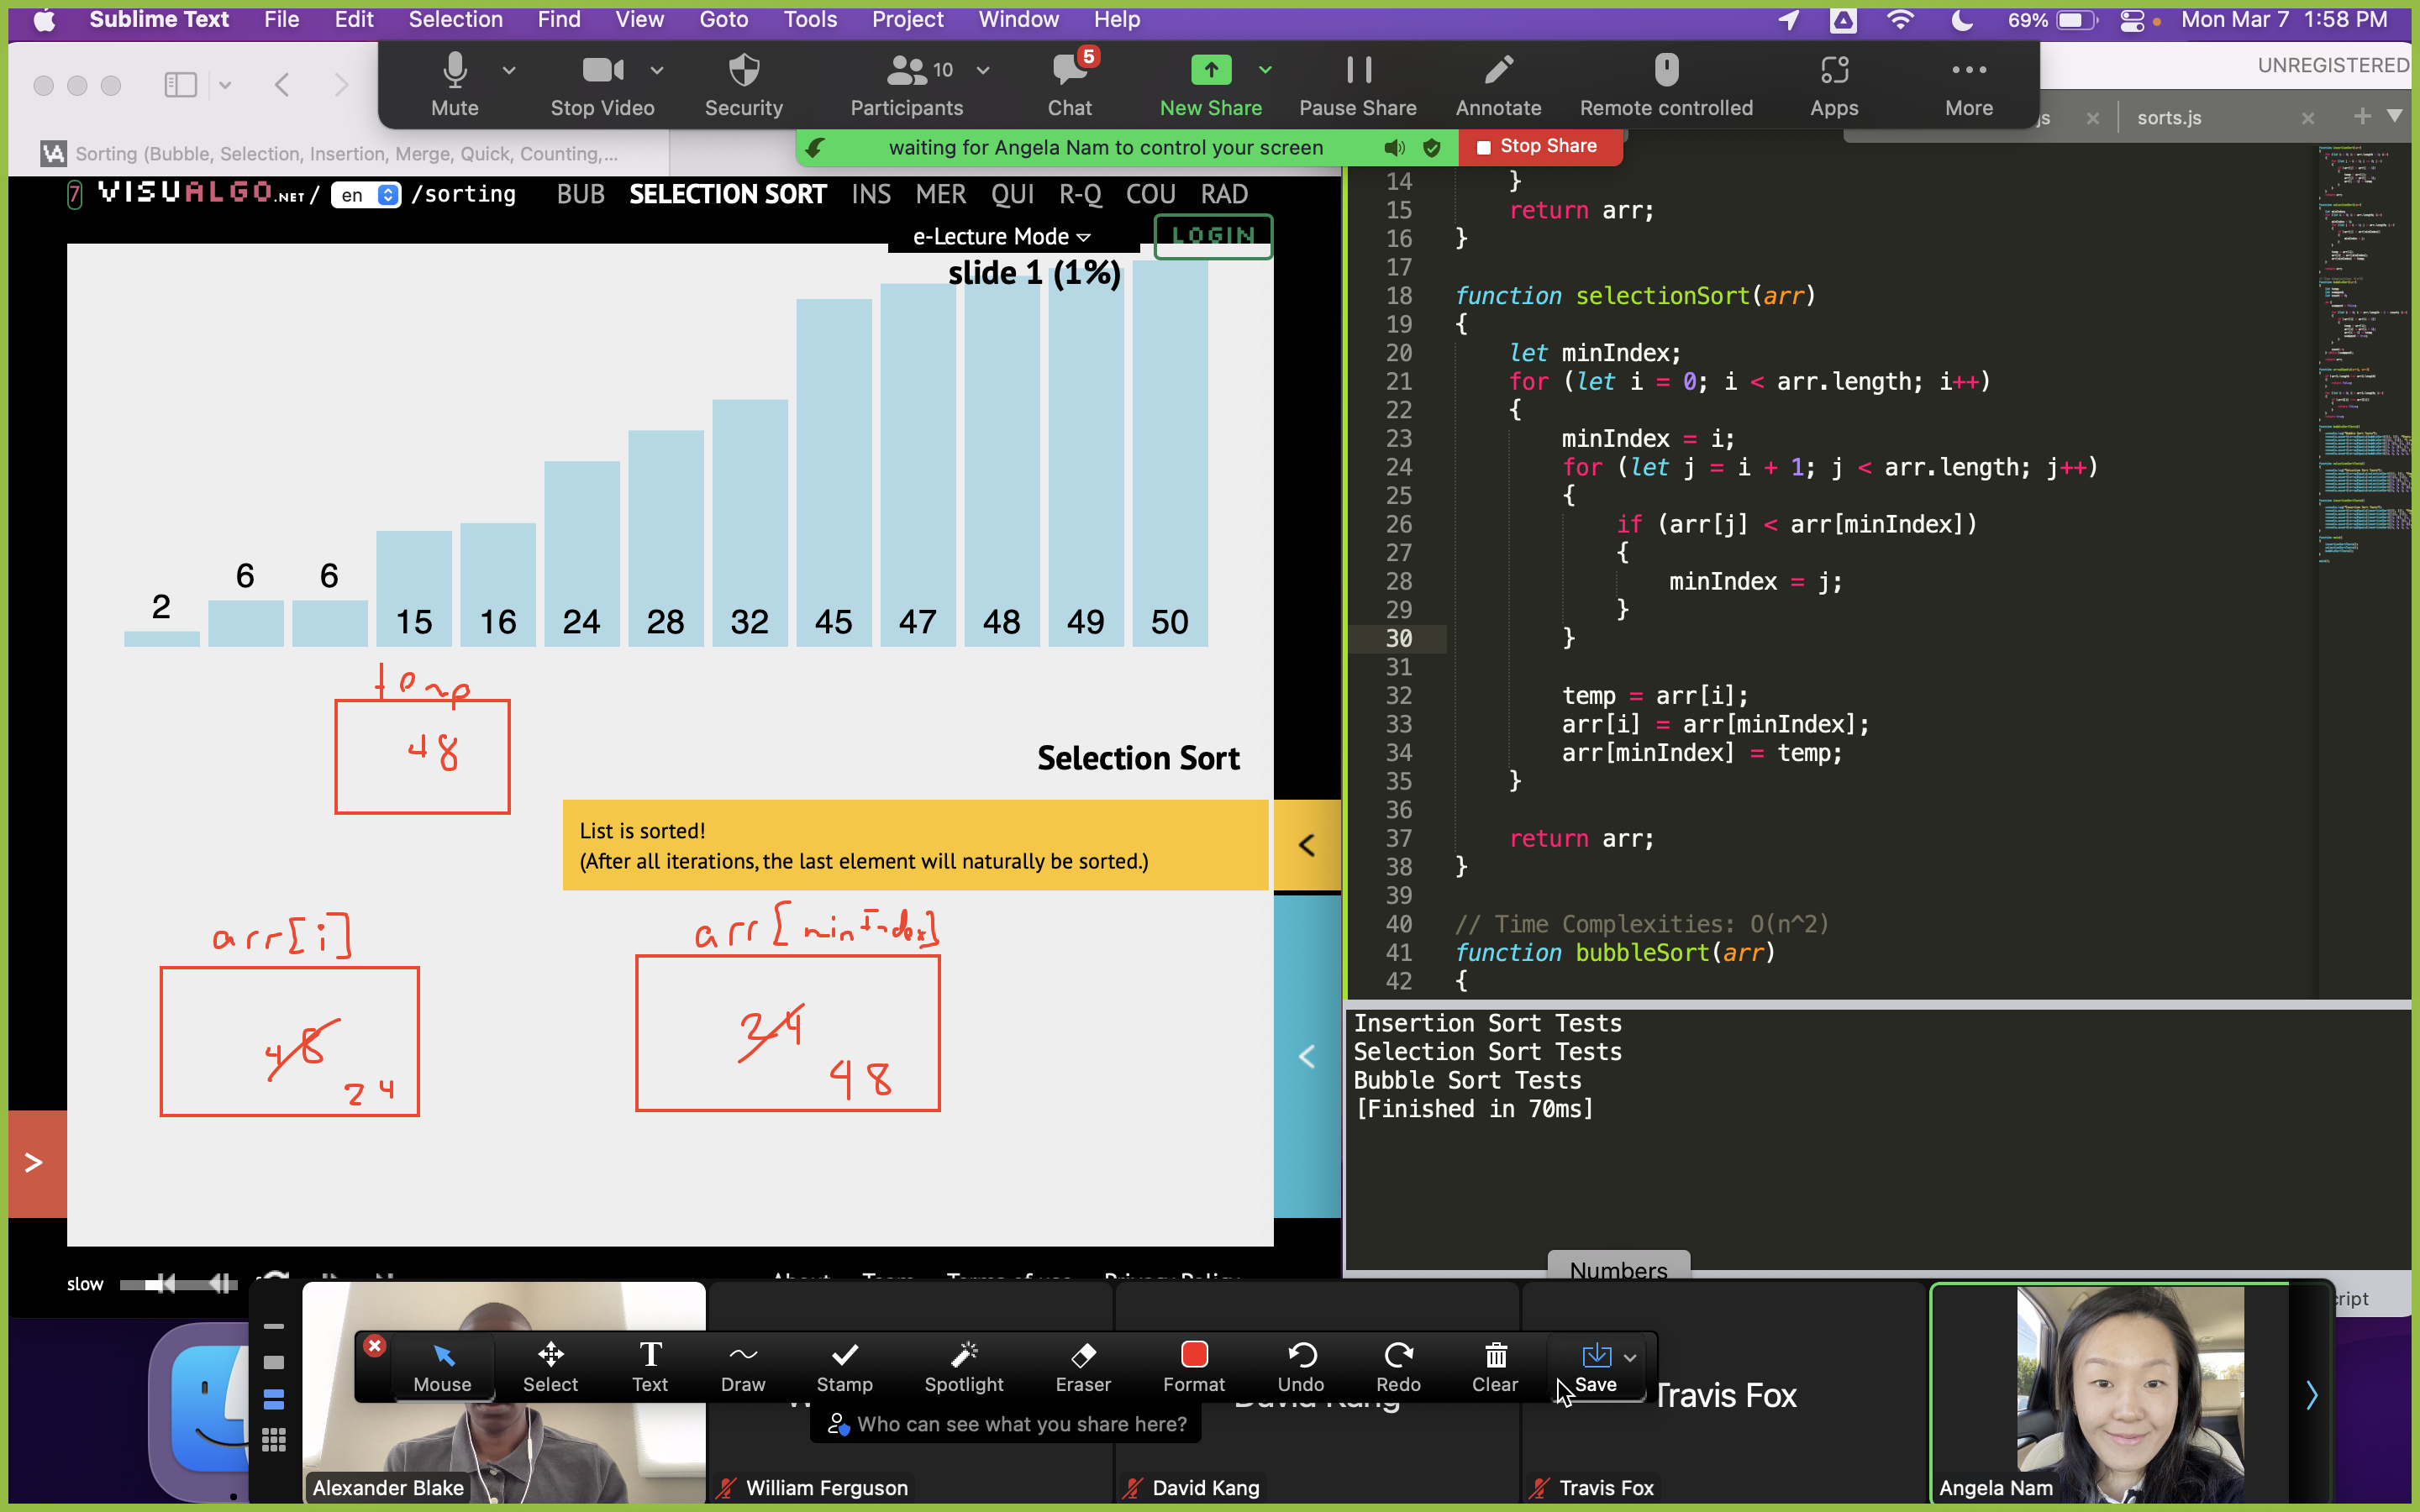 Sublime Text File Edit Selection Find View Goto Tools Project Window Help 69% Mon Mar 7 1:58 PM
Mute Stop Video Security Participants 10 Chat 5 New Share Pause Share Annotate Remote controlled Apps More
UNREGISTERED
js sorts.js
Sorting (Bubble, Selection, Insertion, Merge, Quick, Counting,...
waiting for Angela Nam to control your screen Stop Share
7 VISUALGO.NET/ en /sorting BUB SELECTION SORT INS MER QUI R-Q COU RAD
e-Lecture Mode LOGIN
slide 1 (1%)
2 6 6 15 16 24 28 32 45 47 48 49 50
temp
48
Selection Sort
List is sorted!
(After all iterations, the last element will naturally be sorted.)
arr[i] arr[minIndex]
48 24
24 48
slow
14 }
15 return arr;
16 }
17
18 function selectionSort(arr)
19 {
20 let minIndex;
21 for (let i = 0; i < arr.length; i++)
22 {
23 minIndex = i;
24 for (let j = i + 1; j < arr.length; j++)
25 {
26 if (arr[j] < arr[minIndex])
27 {
28 minIndex = j;
29 }
30 }
31
32 temp = arr[i];
33 arr[i] = arr[minIndex];
34 arr[minIndex] = temp;
35 }
36
37 return arr;
38 }
39
40 // Time Complexities: O(n^2)
41 function bubbleSort(arr)
42 {
Insertion Sort Tests
Selection Sort Tests
Bubble Sort Tests
[Finished in 70ms]
Numbers
About Team Terms of use Privacy Policy
Mouse Select Text Draw Stamp Spotlight Eraser Format Undo Redo Clear Save
Travis Fox
Who can see what you share here?
Alexander Blake William Ferguson David Kang Travis Fox Angela Nam